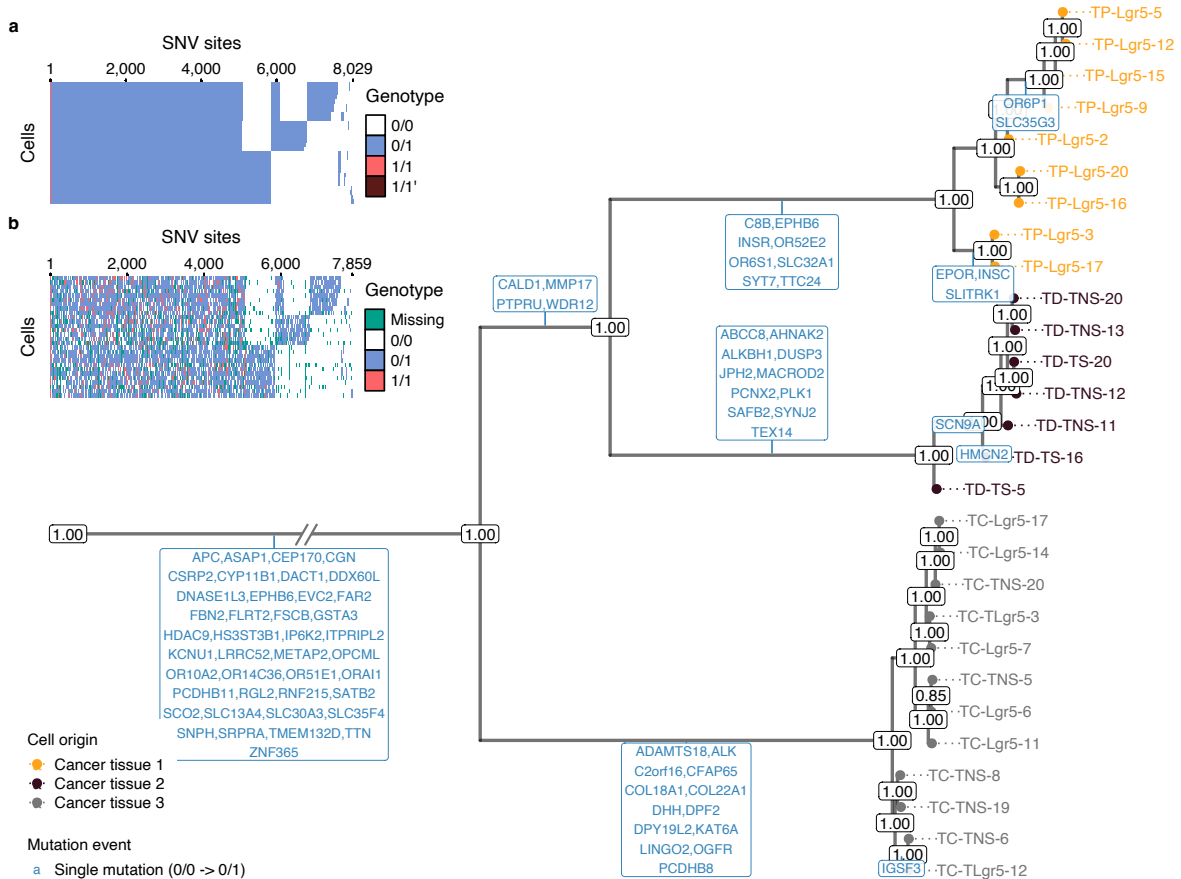 a
SNV sites
1 2,000 4,000 6,000 8,029
Cells
Genotype
0/0
0/1
1/1
1/1'
b
SNV sites
1 2,000 4,000 6,000 7,859
Cells
Genotype
Missing
0/0
0/1
1/1
1.00
APC,ASAP1,CEP170,CGN
CSRP2,CYP11B1,DACT1,DDX60L
DNASE1L3,EPHB6,EVC2,FAR2
FBN2,FLRT2,FSCB,GSTA3
HDAC9,HS3ST3B1,IP6K2,ITPRIPL2
KCNU1,LRRC52,METAP2,OPCML
OR10A2,OR14C36,OR51E1,ORAI1
PCDHB11,RGL2,RNF215,SATB2
SCO2,SLC13A4,SLC30A3,SLC35F4
SNPH,SRPRA,TMEM132D,TTN
ZNF365
1.00
CALD1,MMP17
PTPRU,WDR12
1.00
C8B,EPHB6
INSR,OR52E2
OR6S1,SLC32A1
SYT7,TTC24
1.00
ABCC8,AHNAK2
ALKBH1,DUSP3
JPH2,MACROD2
PCNX2,PLK1
SAFB2,SYNJ2
TEX14
1.00
ADAMTS18,ALK
C2orf16,CFAP65
COL18A1,COL22A1
DHH,DPF2
DPY19L2,KAT6A
LINGO2,OGFR
PCDHB8
1.00
TP-Lgr5-5
1.00
TP-Lgr5-12
1.00
TP-Lgr5-15
1.00
OR6P1
SLC35G3
TP-Lgr5-9
TP-Lgr5-2
1.00
TP-Lgr5-20
1.00
TP-Lgr5-16
TP-Lgr5-3
1.00
TP-Lgr5-17
EPOR,INSC
SLITRK1
TD-TNS-20
1.00
TD-TNS-13
1.00
TD-TS-20
1.00
TD-TNS-12
SCN9A
TD-TNS-11
HMCN2
TD-TS-16
TD-TS-5
TC-Lgr5-17
1.00
TC-Lgr5-14
1.00
TC-TNS-20
1.00
TC-TLgr5-3
1.00
TC-Lgr5-7
1.00
TC-TNS-5
0.85
TC-Lgr5-6
1.00
TC-Lgr5-11
TC-TNS-8
1.00
TC-TNS-19
1.00
TC-TNS-6
1.00
IGSF3
TC-TLgr5-12
Cell origin
Cancer tissue 1
Cancer tissue 2
Cancer tissue 3
Mutation event
a Single mutation (0/0 -> 0/1)